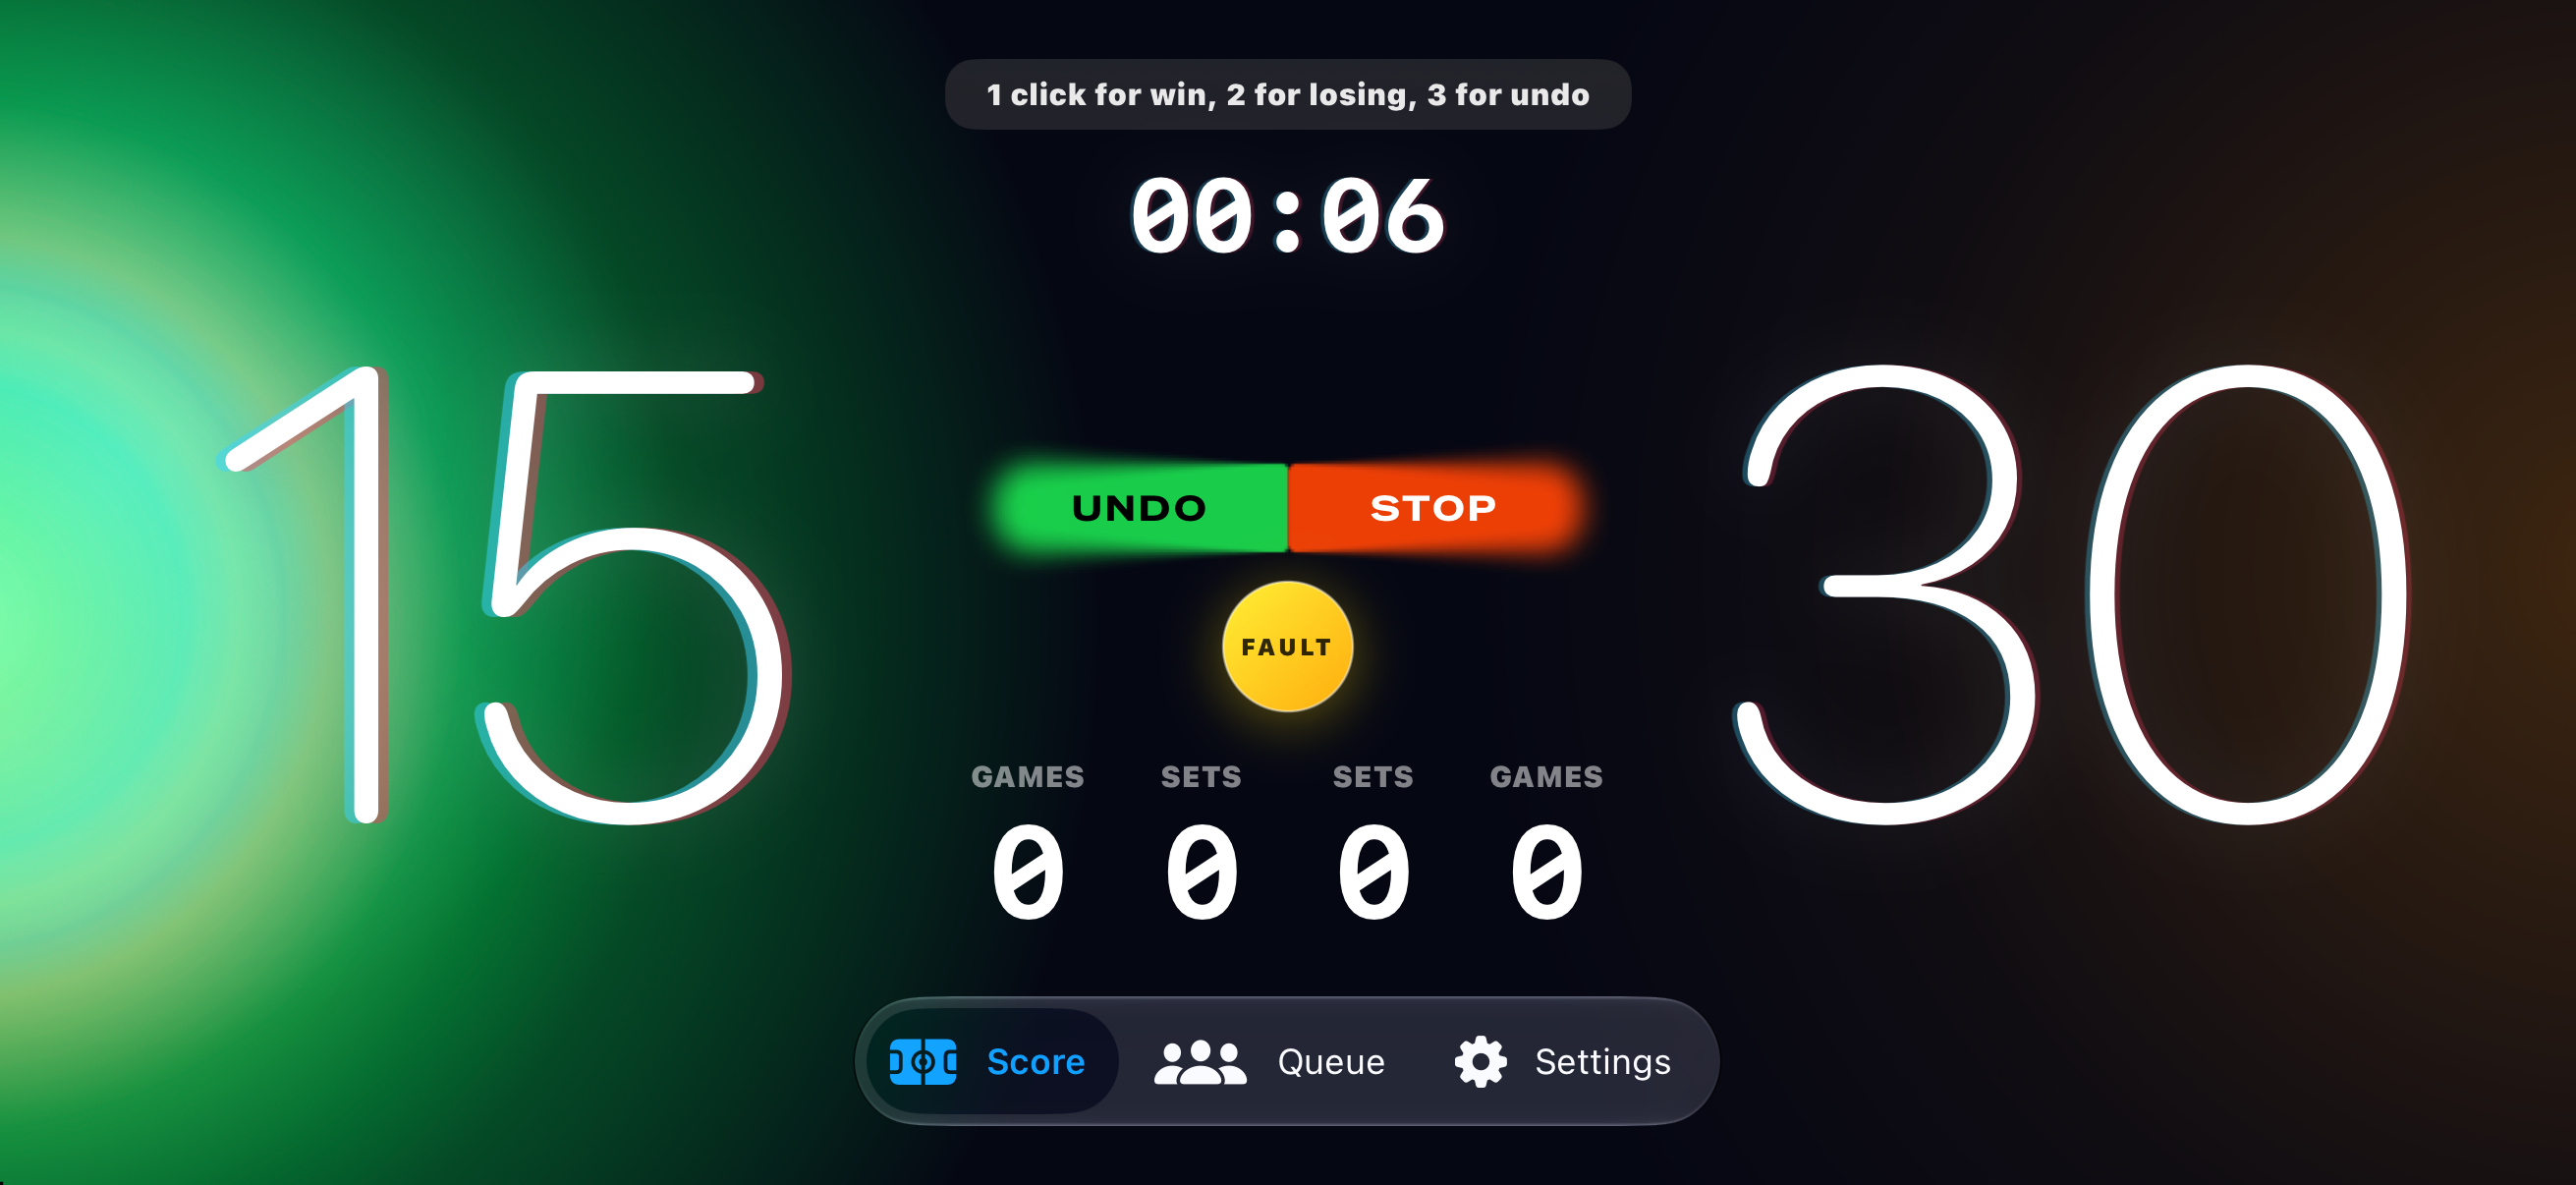 1 click for win, 2 for losing, 3 for undo
00:06
15
30
UNDO STOP
FAULT
GAMES SETS SETS GAMES
0 0 0 0
Score Queue Settings